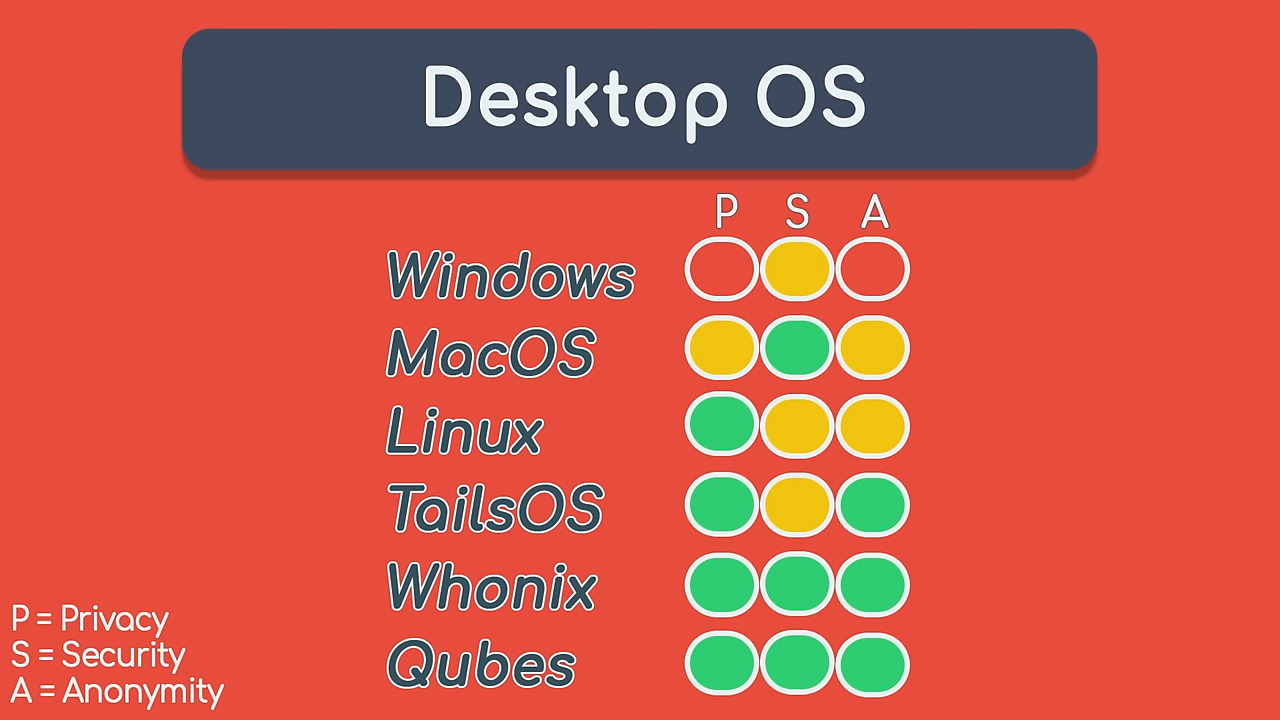 Desktop OS
P S A
Windows
MacOS
Linux
TailsOS
Whonix
Qubes
P = Privacy
S = Security
A = Anonymity